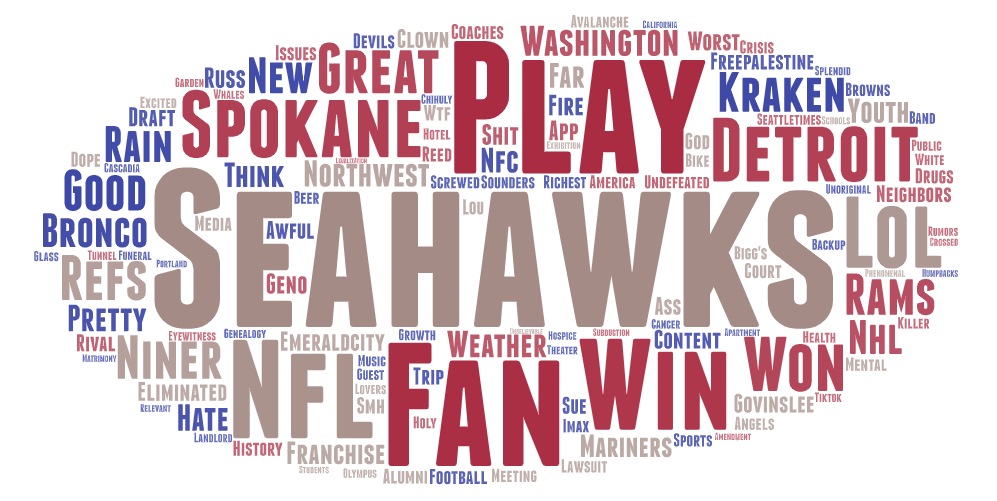 Avalanche
California
Devils
Clown
Coaches
Washington
Worst
Crisis
Issues
Great
Play
Far
Freepalestine
Splendid
Garden
Russ
New
Kraken
Browns
Whales
Chihuly
Fire
Youth
Excited
Draft
Spokane
Wtf
App
Seattletimes
Schools
Band
Rain
Hotel
Shit
Exhibition
God
Detroit
Public
Dope
Reed
Nfc
Bike
White
Cascadia
Legalization
Northwest
Drugs
Good
Think
Screwed
Sounders
Richest
America
Undefeated
Unoriginal
Neighbors
Beer
Seahawks
Lou
Lol
Bronco
Media
Awful
Backup
Rumors
Crossed
Glass
Tunnel
Funeral
Portland
Bigg's
Court
Refs
Geno
Phenomenal
Humpbacks
Rams
Pretty
Ass
Cancer
Killer
Rival
Eyewitness
Genealogy
Emeraldcity
Growth
Weather
Unbelievable
Hospice
Subduction
Content
Apartment
Health
Nhl
Matrimony
Niner
Nfl
Music
Fan
Theater
Win
Won
Mental
Guest
Trip
Eliminated
Lovers
Tiktok
Relevant
Hate
Smh
Sue
Govinslee
Holy
Imax
Angels
Landlord
History
Franchise
Mariners
Sports
Amendment
Students
Olympus
Alumni
Football
Meeting
Lawsuit